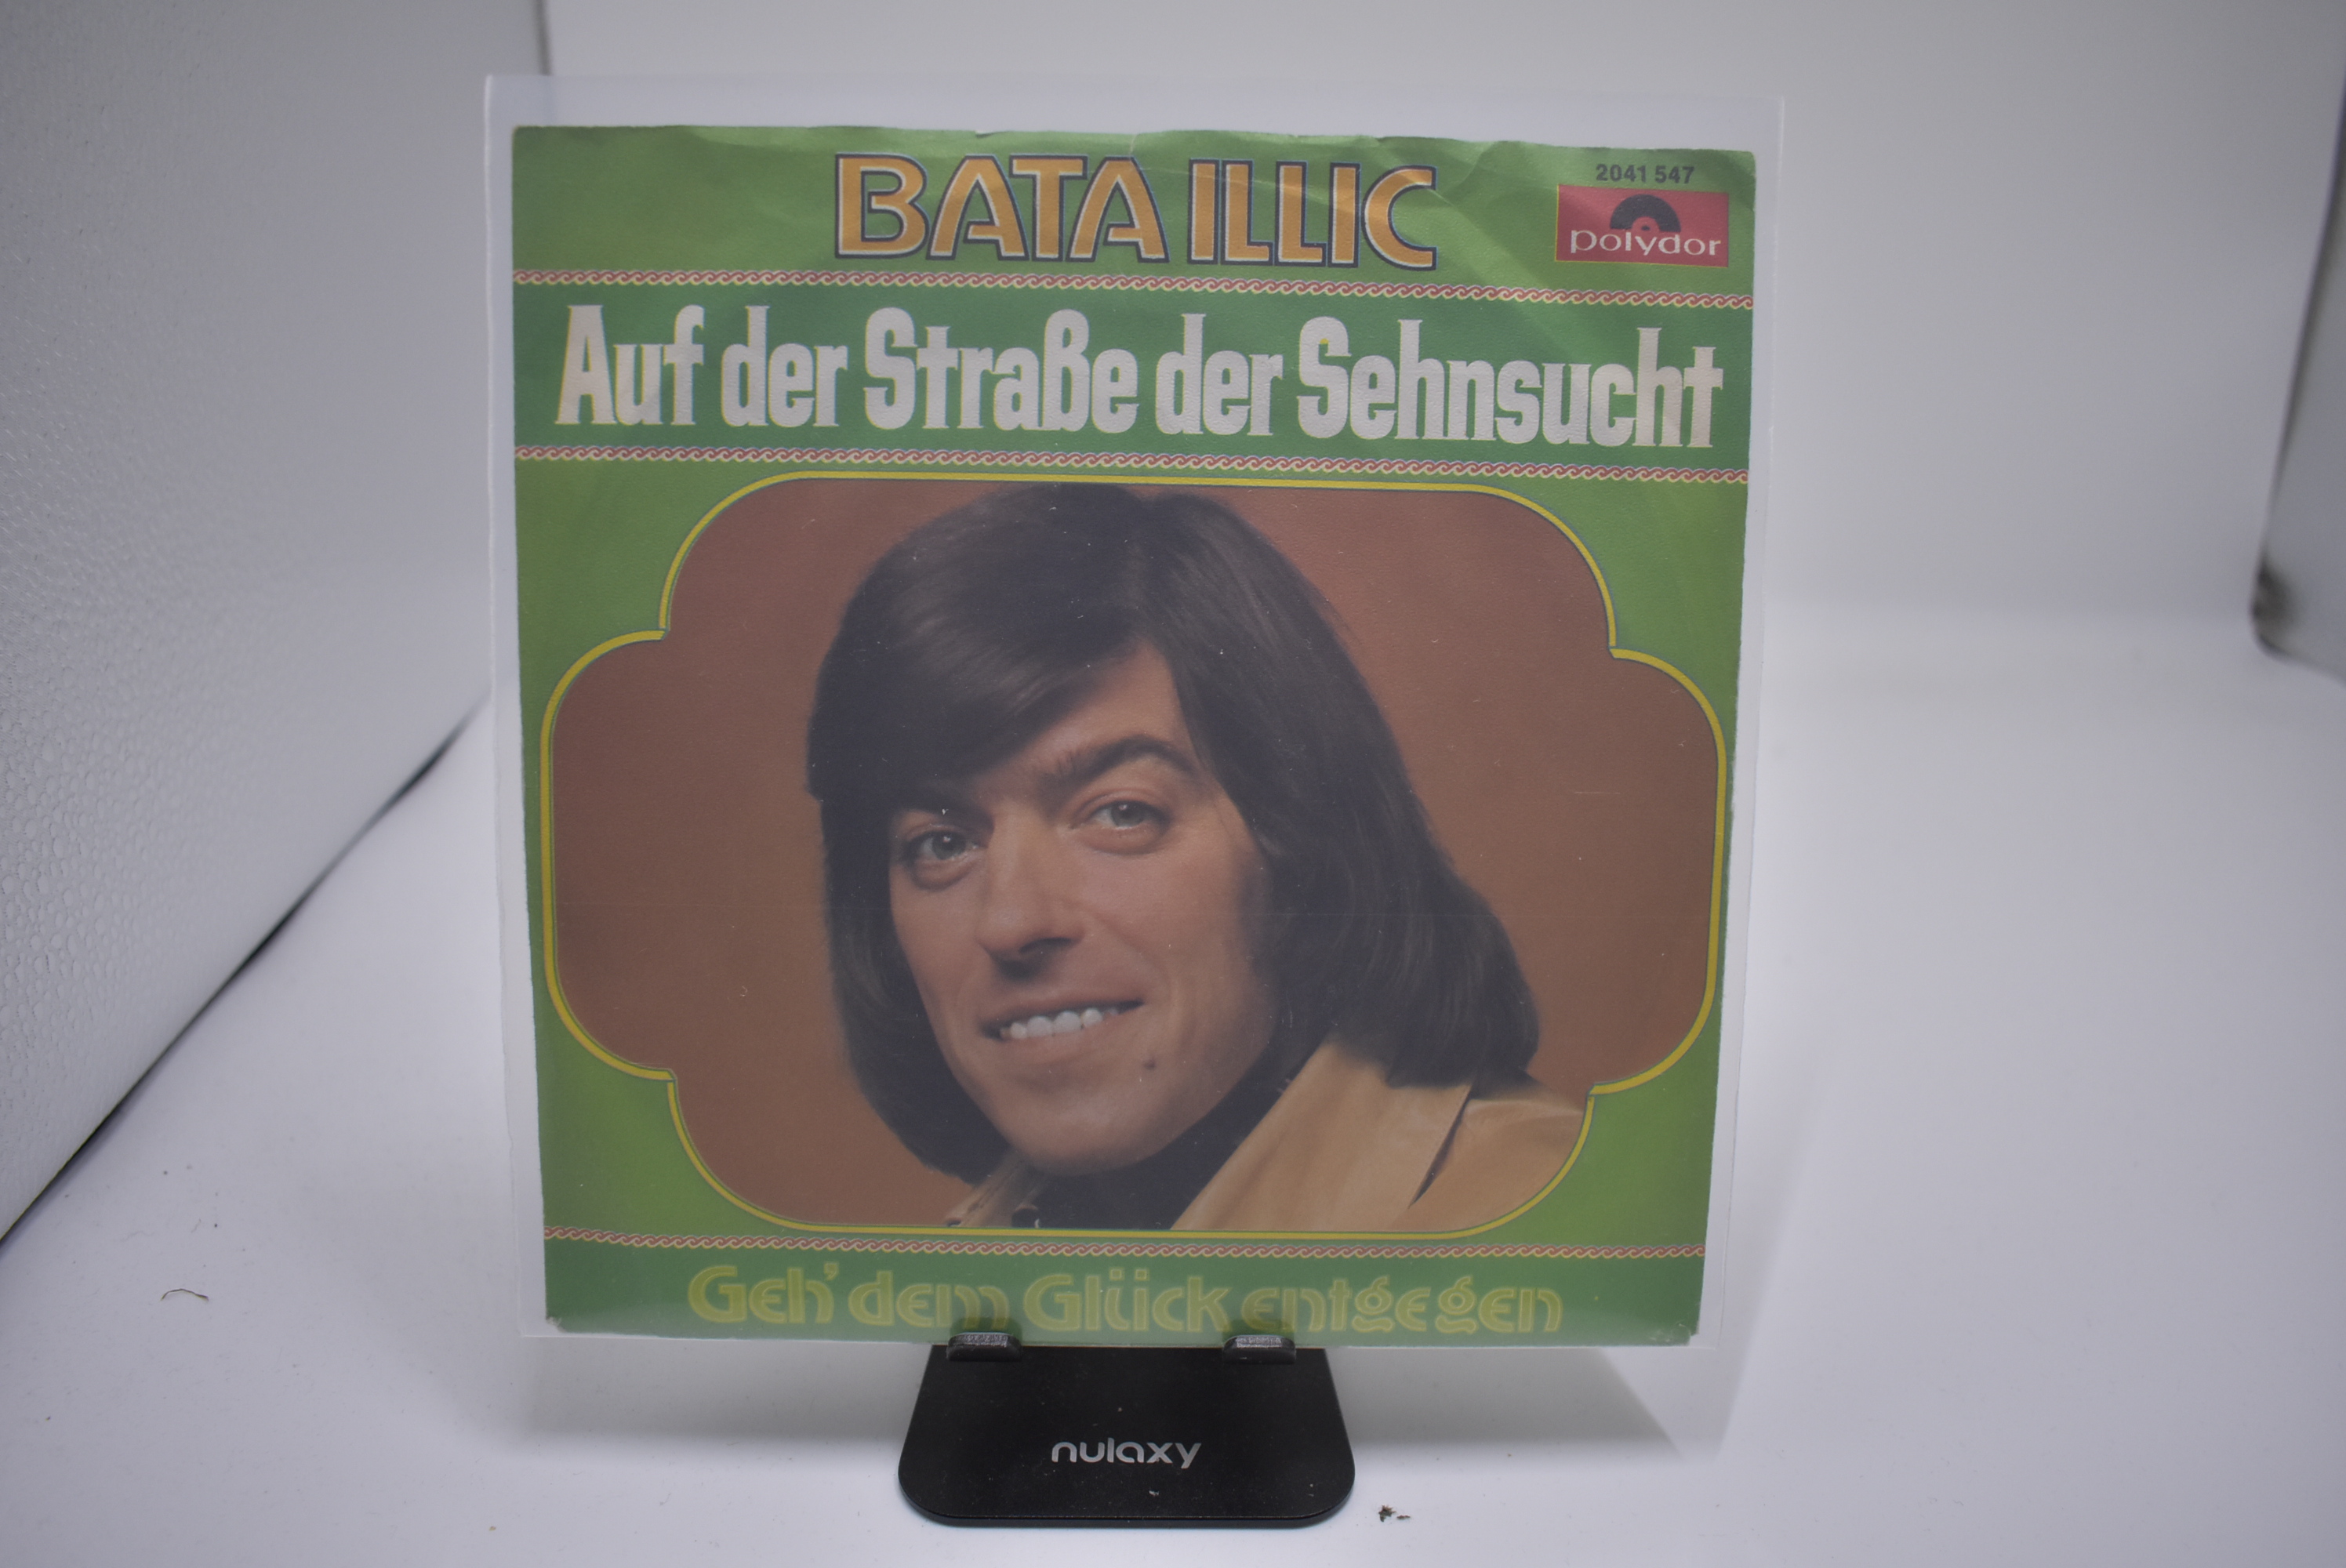 BATA ILLIC
2041 547
polydor
Auf der Straße der Sehnsucht
Geh' dem Glück entgegen
nulaxy